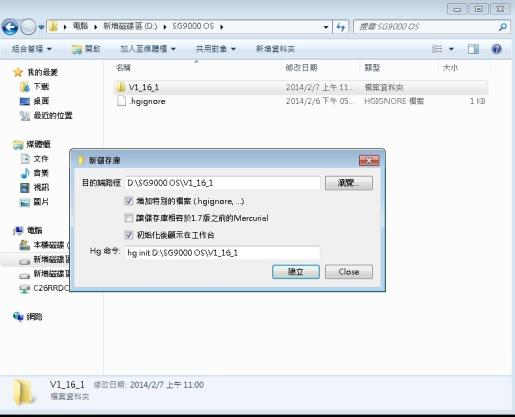 電腦 ▸ 新增磁碟區 (D:) ▸ SG9000 OS ▸
搜尋 SG9000 OS
組合管理 開啟 加入至媒體櫃 共用對象 新增資料夾
名稱 修改日期 類型 大小
我的最愛
下載
桌面
最近的位置
V1_16_1 2014/2/7 上午 11... 檔案資料夾
.hgignore 2014/2/6 下午 05... HGIGNORE 檔案 1 KB
媒體櫃
文件
音樂
視訊
圖片
電腦
本機磁碟 (
新增磁碟區
新增磁碟區
C26RRDC
網路
新儲存庫
目的端路徑 D:\SG9000 OS\V1_16_1 瀏覽...
增加特別的檔案 (.hgignore, ...)
讓儲存庫相容於1.7版之前的Mercurial
初始化後顯示在工作台
Hg 命令: hg init D:\SG9000 OS\V1_16_1
建立 Close
V1_16_1 修改日期: 2014/2/7 上午 11:00
檔案資料夾